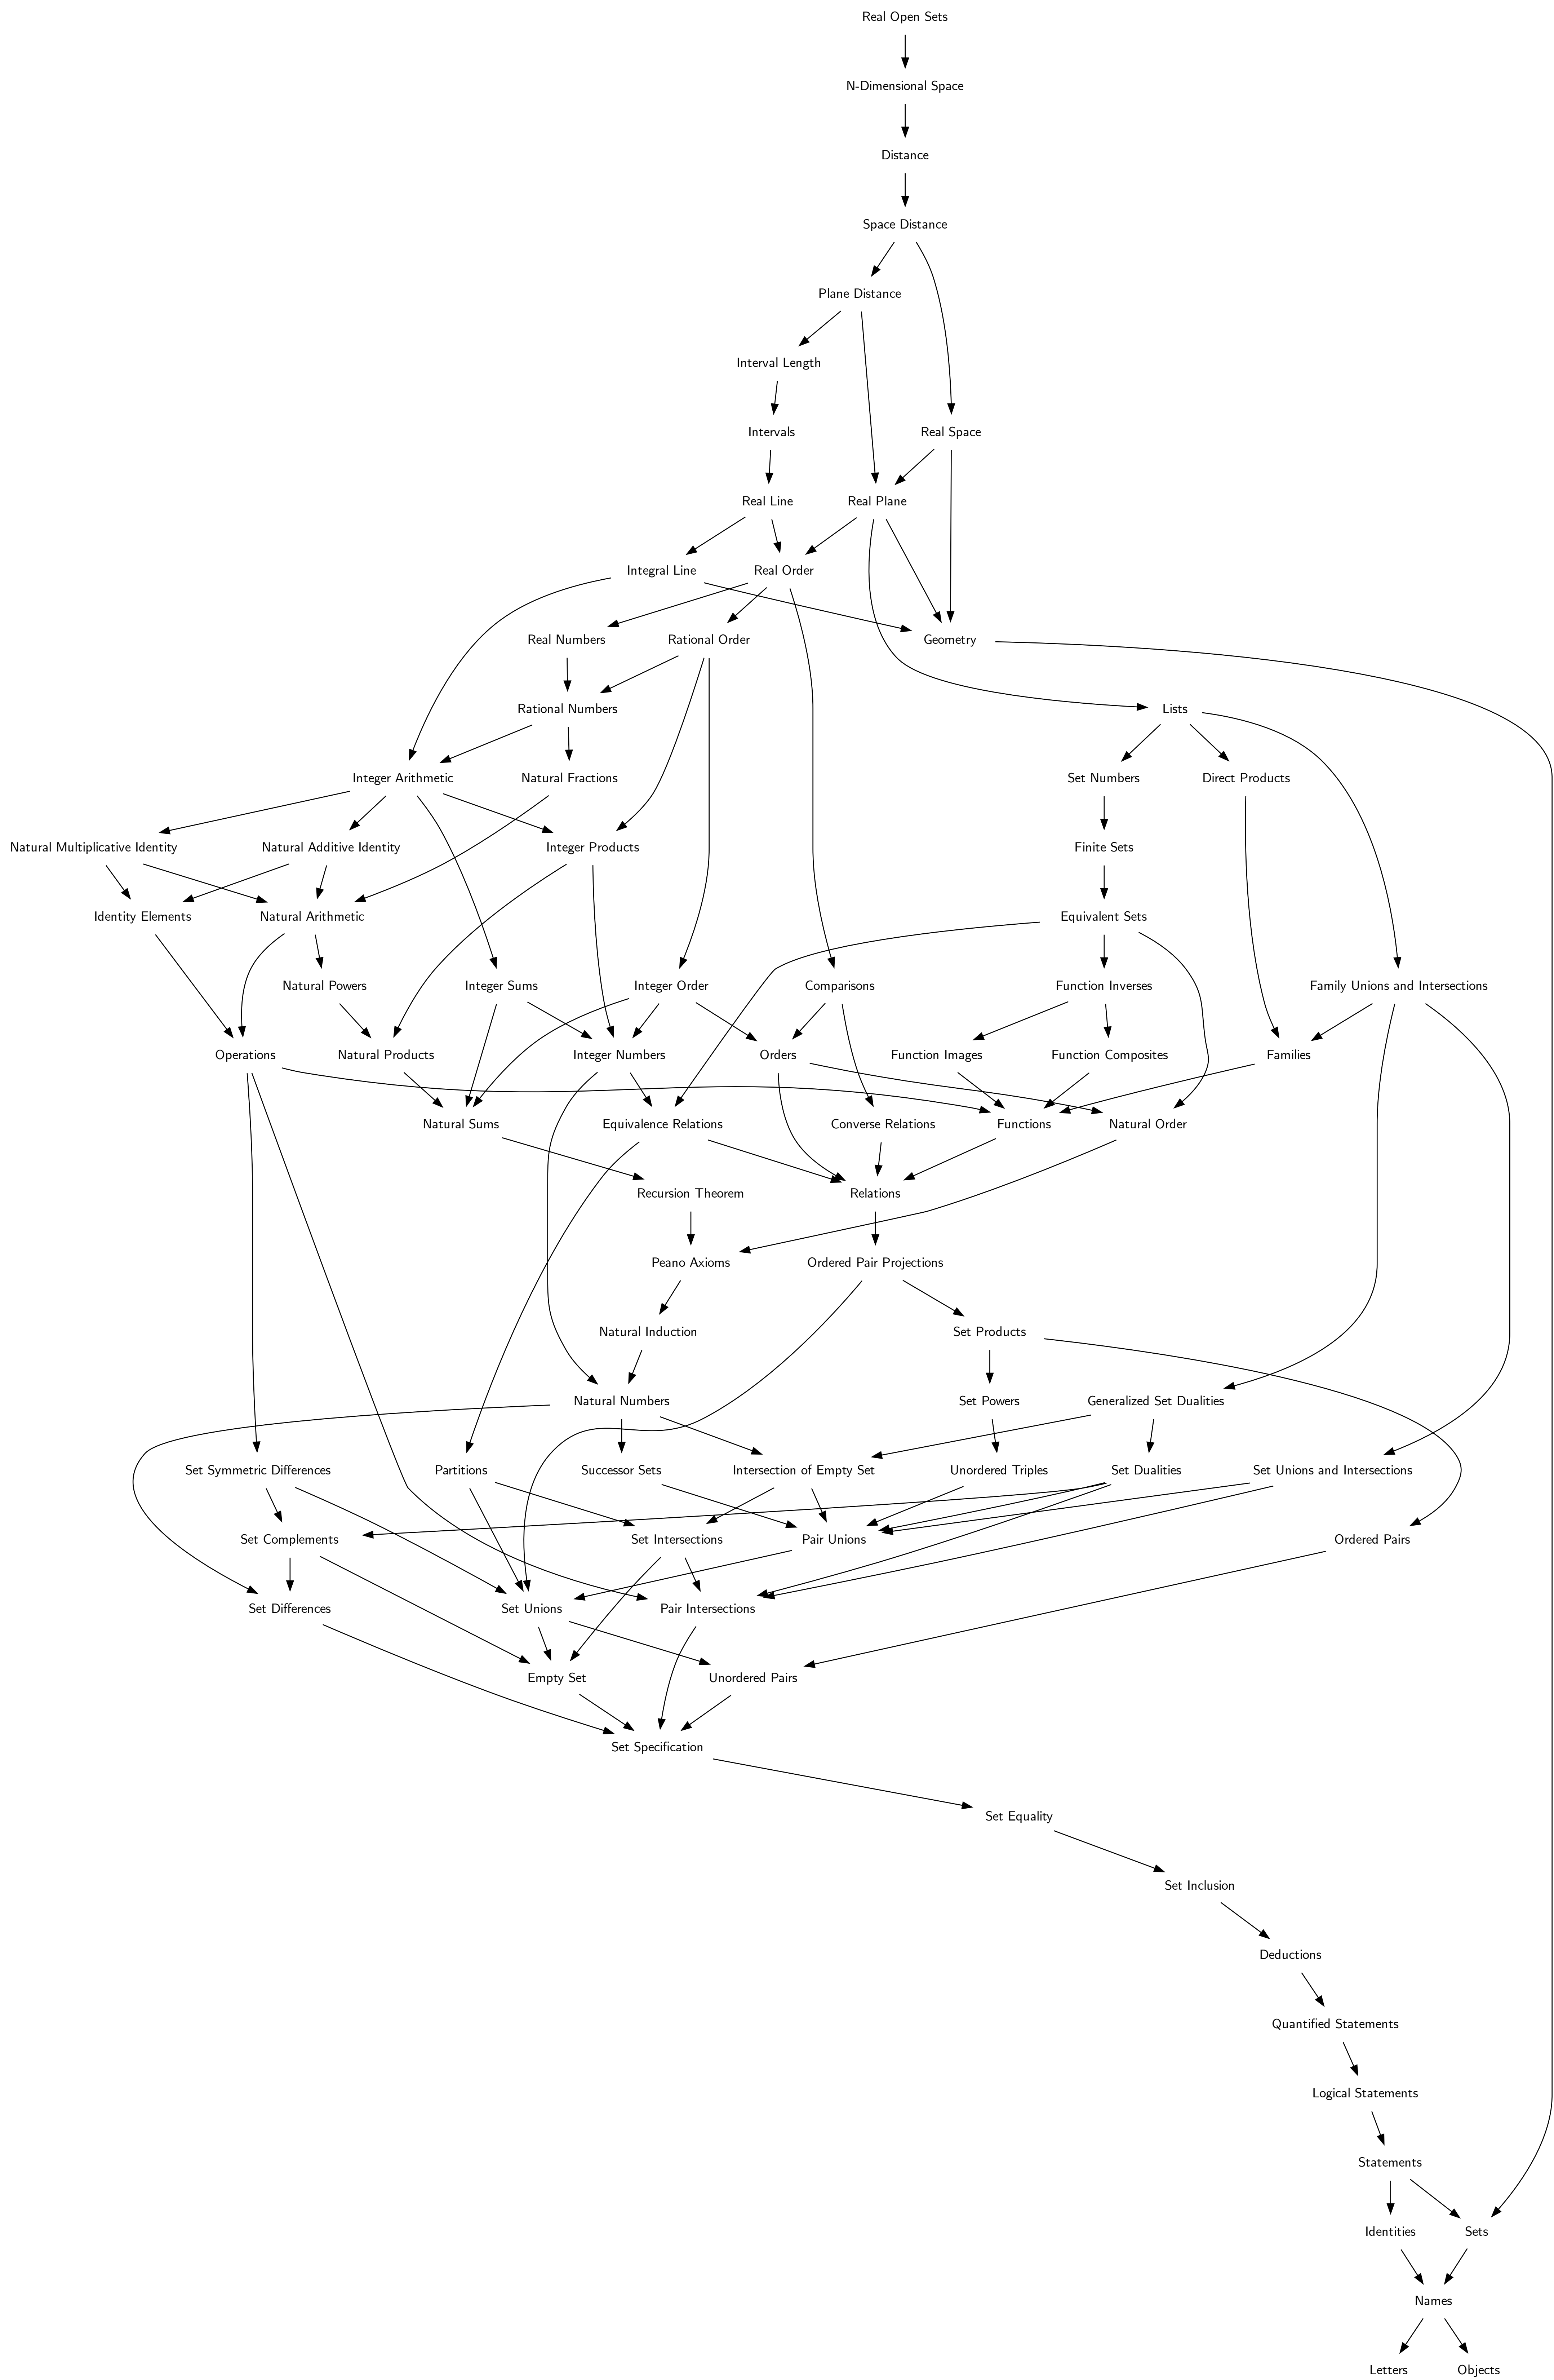 Real Open Sets
N-Dimensional Space
Distance
Space Distance
Plane Distance
Interval Length
Intervals
Real Space
Real Line
Real Plane
Integral Line
Real Order
Real Numbers
Rational Order
Geometry
Rational Numbers
Lists
Integer Arithmetic
Natural Fractions
Set Numbers
Direct Products
Natural Multiplicative Identity
Natural Additive Identity
Integer Products
Finite Sets
Identity Elements
Natural Arithmetic
Equivalent Sets
Natural Powers
Integer Sums
Integer Order
Comparisons
Function Inverses
Family Unions and Intersections
Operations
Natural Products
Integer Numbers
Orders
Function Images
Function Composites
Families
Natural Sums
Equivalence Relations
Converse Relations
Functions
Natural Order
Recursion Theorem
Relations
Peano Axioms
Ordered Pair Projections
Natural Induction
Set Products
Natural Numbers
Set Powers
Generalized Set Dualities
Set Symmetric Differences
Partitions
Successor Sets
Intersection of Empty Set
Unordered Triples
Set Dualities
Set Unions and Intersections
Set Complements
Set Intersections
Pair Unions
Ordered Pairs
Set Differences
Set Unions
Pair Intersections
Empty Set
Unordered Pairs
Set Specification
Set Equality
Set Inclusion
Deductions
Quantified Statements
Logical Statements
Statements
Identities
Sets
Names
Letters
Objects